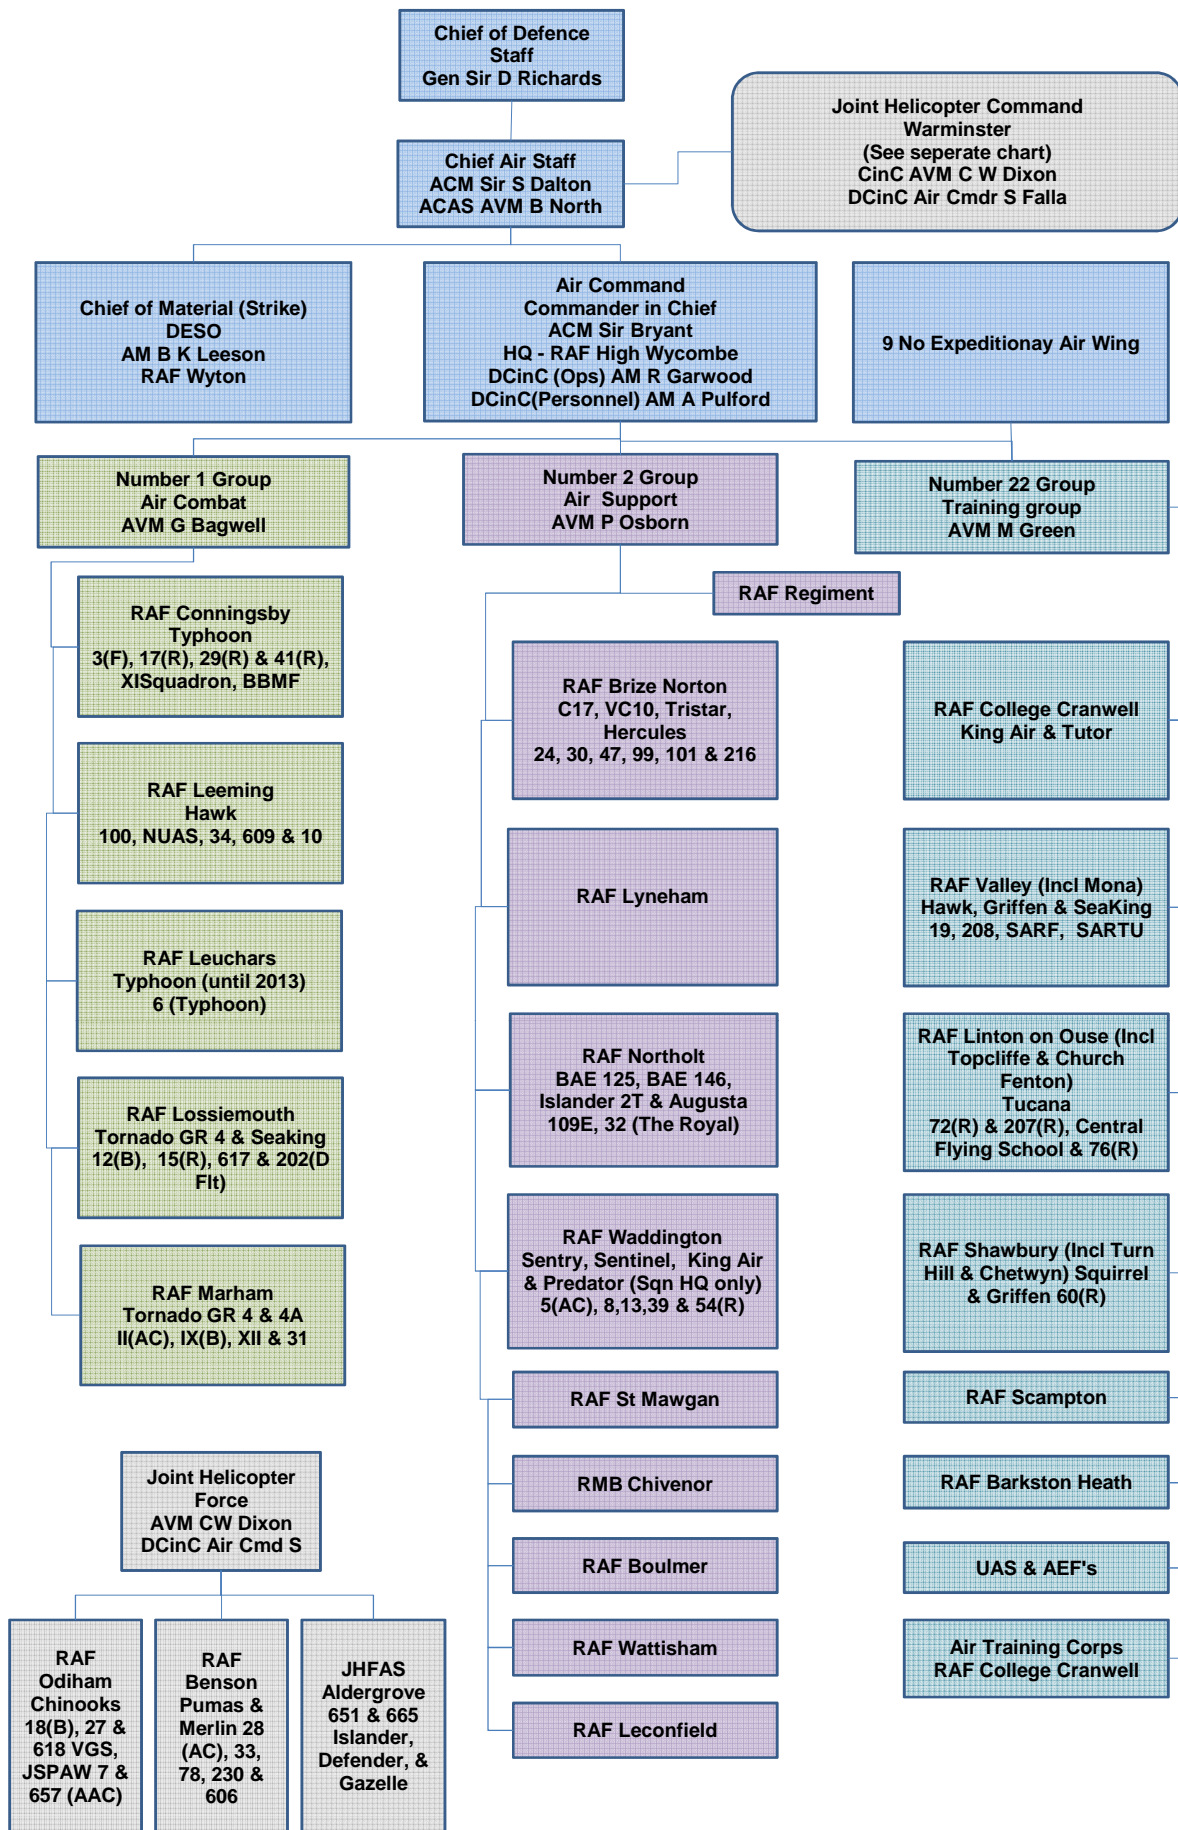 Chief of Defence
Staff
Gen Sir D Richards
Joint Helicopter Command
Warminster
(See seperate chart)
CinC AVM C W Dixon
DCinC Air Cmdr S Falla
Chief Air Staff
ACM Sir S Dalton
ACAS AVM B North
Chief of Material (Strike)
DESO
AM B K Leeson
RAF Wyton
Air Command
Commander in Chief
ACM Sir Bryant
HQ - RAF High Wycombe
DCinC (Ops) AM R Garwood
DCinC(Personnel) AM A Pulford
9 No Expeditionay Air Wing
Number 1 Group
Air Combat
AVM G Bagwell
Number 2 Group
Air Support
AVM P Osborn
Number 22 Group
Training group
AVM M Green
RAF Regiment
RAF Conningsby
Typhoon
3(F), 17(R), 29(R) & 41(R),
XISquadron, BBMF
RAF Leeming
Hawk
100, NUAS, 34, 609 & 10
RAF Leuchars
Typhoon (until 2013)
6 (Typhoon)
RAF Lossiemouth
Tornado GR 4 & Seaking
12(B), 15(R), 617 & 202(D
Flt)
RAF Marham
Tornado GR 4 & 4A
II(AC), IX(B), XII & 31
RAF Brize Norton
C17, VC10, Tristar,
Hercules
24, 30, 47, 99, 101 & 216
RAF Lyneham
RAF Northolt
BAE 125, BAE 146,
Islander 2T & Augusta
109E, 32 (The Royal)
RAF Waddington
Sentry, Sentinel, King Air
& Predator (Sqn HQ only)
5(AC), 8,13,39 & 54(R)
RAF St Mawgan
RMB Chivenor
RAF Boulmer
RAF Wattisham
RAF Leconfield
RAF College Cranwell
King Air & Tutor
RAF Valley (Incl Mona)
Hawk, Griffen & SeaKing
19, 208, SARF, SARTU
RAF Linton on Ouse (Incl
Topcliffe & Church
Fenton)
Tucana
72(R) & 207(R), Central
Flying School & 76(R)
RAF Shawbury (Incl Turn
Hill & Chetwyn) Squirrel
& Griffen 60(R)
RAF Scampton
RAF Barkston Heath
UAS & AEF's
Air Training Corps
RAF College Cranwell
Joint Helicopter
Force
AVM CW Dixon
DCinC Air Cmd S
RAF
Odiham
Chinooks
18(B), 27 &
618 VGS,
JSPAW 7 &
657 (AAC)
RAF
Benson
Pumas &
Merlin 28
(AC), 33,
78, 230 &
606
JHFAS
Aldergrove
651 & 665
Islander,
Defender, &
Gazelle